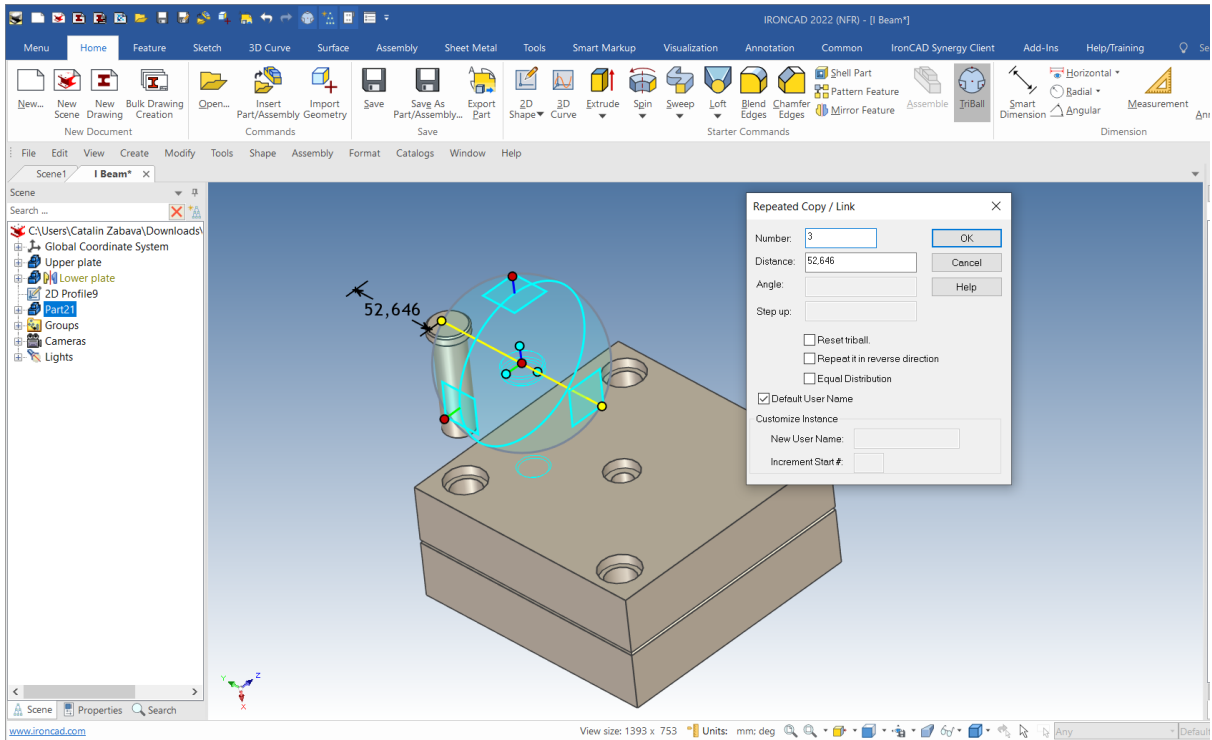 IRONCAD 2022 (NFR) - [I Beam*]
Menu Home Feature Sketch 3D Curve Surface Assembly Sheet Metal Tools Smart Markup Visualization Annotation Common IronCAD Synergy Client Add-Ins Help/Training
New... New Scene New Drawing Bulk Drawing Creation Open... Insert Part/Assembly Import Geometry Save Save As Part/Assembly... Export Part 2D Shape 3D Curve Extrude Spin Sweep Loft Blend Edges Chamfer Edges Shell Part Pattern Feature Mirror Feature Assemble TriBall Smart Dimension Horizontal Radial Angular Measurement
New Document Commands Save Starter Commands Dimension
File Edit View Create Modify Tools Shape Assembly Format Catalogs Window Help
Scene1 I Beam* X
Scene
Search ...
C:\Users\Catalin Zabava\Downloads\
Global Coordinate System
Upper plate
Lower plate
2D Profile9
Part21
Groups
Cameras
Lights
52,646
Repeated Copy / Link
Number: 3 OK
Distance: 52,646 Cancel
Angle: Help
Step up:
Reset triball.
Repeat it in reverse direction
Equal Distribution
Default User Name
Customize Instance
New User Name:
Increment Start #:
Y Z
X
Scene Properties Search
www.ironcad.com View size: 1393 x 753 Units: mm; deg Any Default